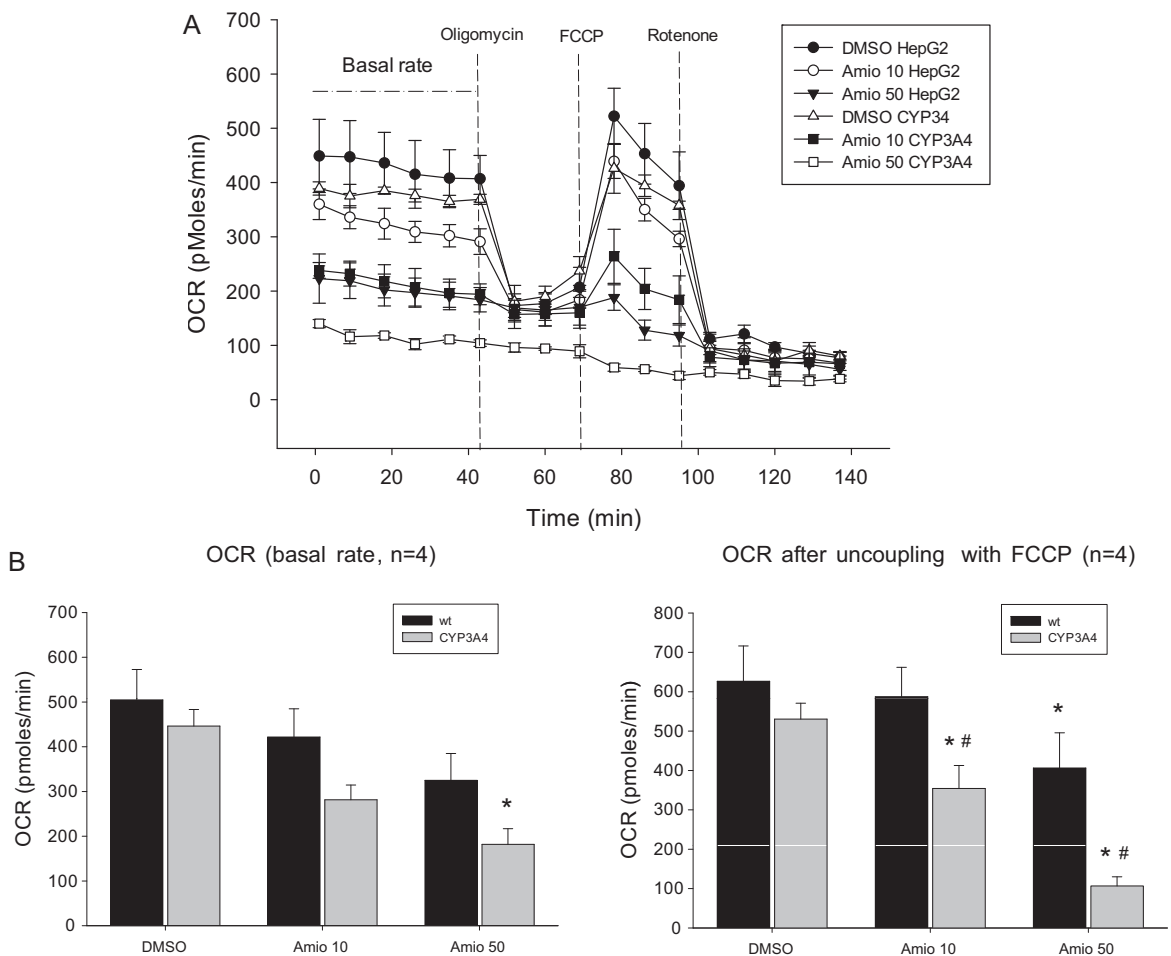 A
OCR (pMoles/min)
700
600
500
400
300
200
100
0
Basal rate
Oligomycin
FCCP
Rotenone
DMSO HepG2
Amio 10 HepG2
Amio 50 HepG2
DMSO CYP34
Amio 10 CYP3A4
Amio 50 CYP3A4
0 20 40 60 80 100 120 140
Time (min)
B
OCR (basal rate, n=4)
OCR (pmoles/min)
700
600
500
400
300
200
100
0
wt
CYP3A4
*
DMSO Amio 10 Amio 50
OCR after uncoupling with FCCP (n=4)
OCR (pmoles/min)
800
700
600
500
400
300
200
100
0
wt
CYP3A4
*
* #
* #
DMSO Amio 10 Amio 50